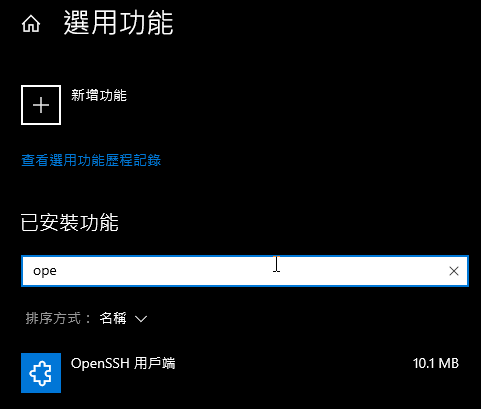 選用功能
新增功能
查看選用功能歷程記錄
已安裝功能
ope
排序方式： 名稱
OpenSSH 用戶端 10.1 MB